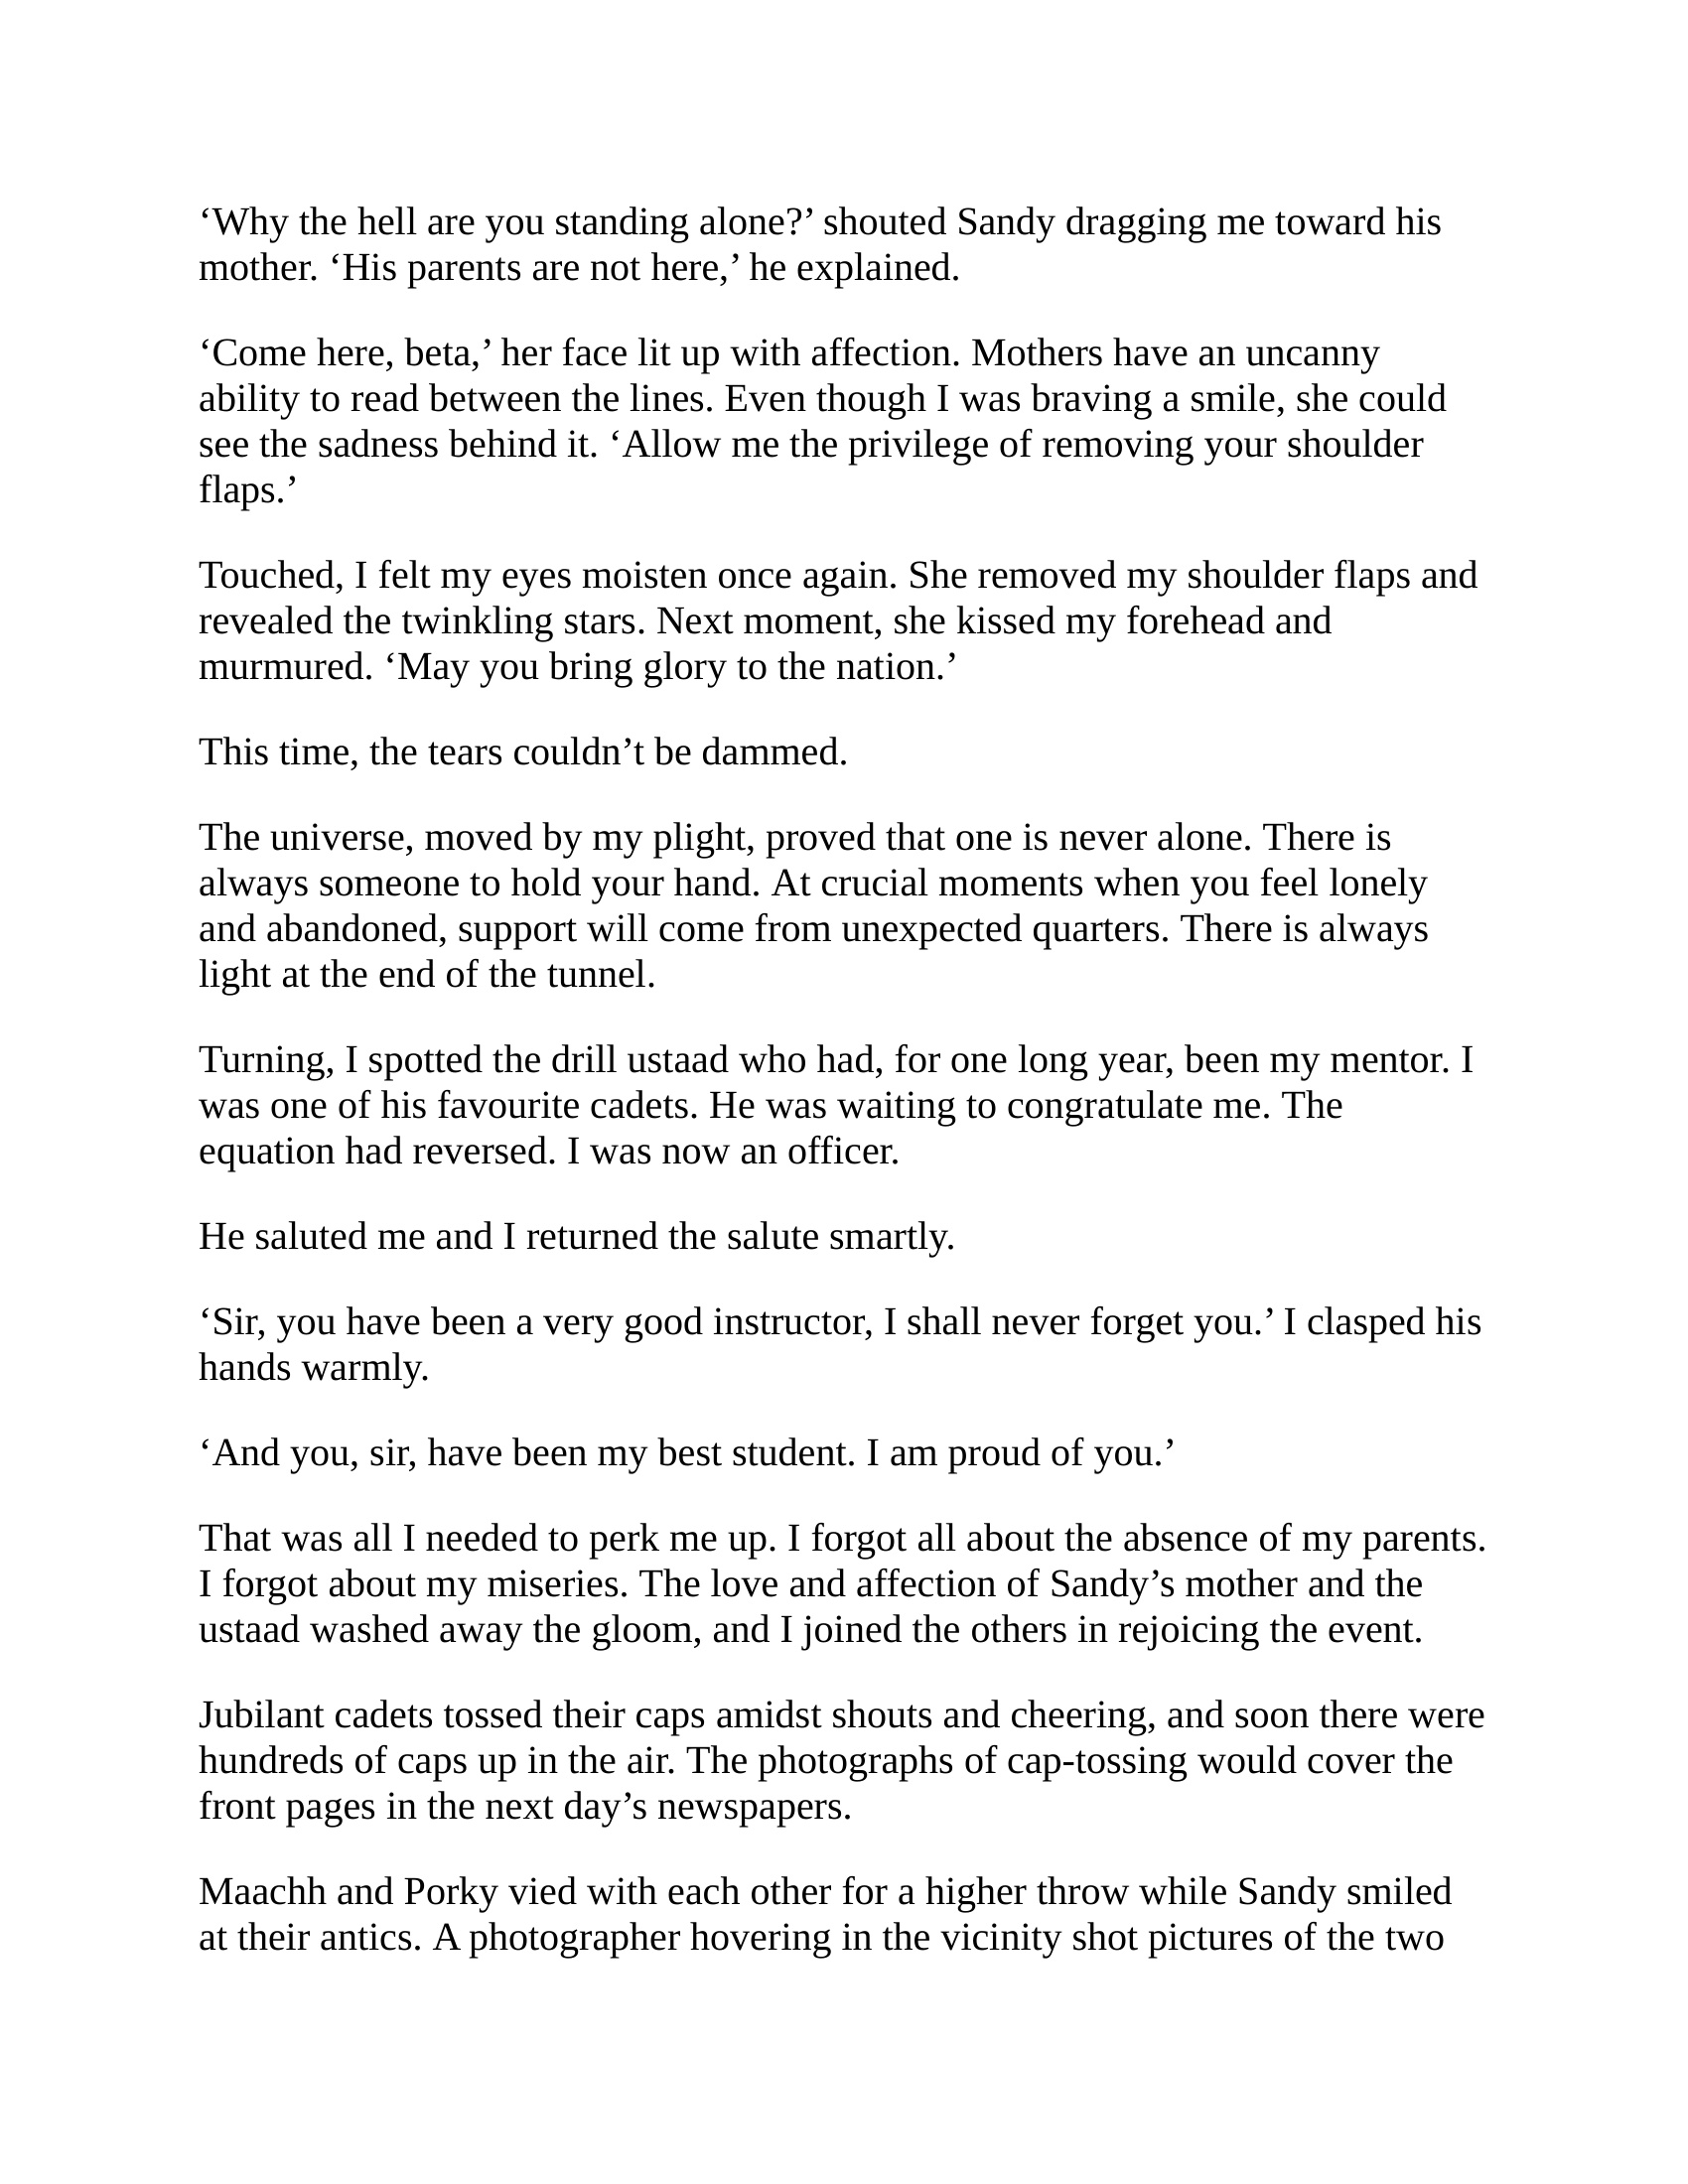 ‘Why the hell are you standing alone?’ shouted Sandy dragging me toward his
mother. ‘His parents are not here,’ he explained.
‘Come here, beta,’ her face lit up with affection. Mothers have an uncanny
ability to read between the lines. Even though I was braving a smile, she could
see the sadness behind it. ‘Allow me the privilege of removing your shoulder
flaps.’
Touched, I felt my eyes moisten once again. She removed my shoulder flaps and
revealed the twinkling stars. Next moment, she kissed my forehead and
murmured. ‘May you bring glory to the nation.’
This time, the tears couldn’t be dammed.
The universe, moved by my plight, proved that one is never alone. There is
always someone to hold your hand. At crucial moments when you feel lonely
and abandoned, support will come from unexpected quarters. There is always
light at the end of the tunnel.
Turning, I spotted the drill ustaad who had, for one long year, been my mentor. I
was one of his favourite cadets. He was waiting to congratulate me. The
equation had reversed. I was now an officer.
He saluted me and I returned the salute smartly.
‘Sir, you have been a very good instructor, I shall never forget you.’ I clasped his
hands warmly.
‘And you, sir, have been my best student. I am proud of you.’
That was all I needed to perk me up. I forgot all about the absence of my parents.
I forgot about my miseries. The love and affection of Sandy’s mother and the
ustaad washed away the gloom, and I joined the others in rejoicing the event.
Jubilant cadets tossed their caps amidst shouts and cheering, and soon there were
hundreds of caps up in the air. The photographs of cap-tossing would cover the
front pages in the next day’s newspapers.
Maachh and Porky vied with each other for a higher throw while Sandy smiled
at their antics. A photographer hovering in the vicinity shot pictures of the two